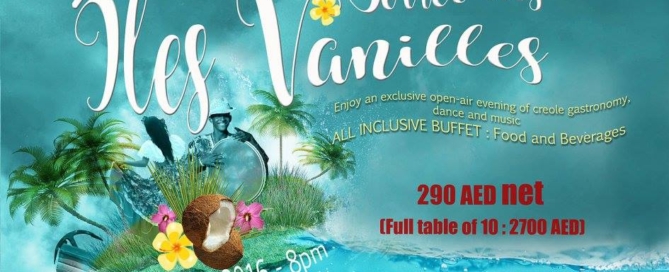 Îles Vanilles
Enjoy an exclusive open-air evening of creole gastronomy,
dance and music
ALL INCLUSIVE BUFFET : Food and Beverages
290 AED net
(Full table of 10 : 2700 AED)
- 8pm